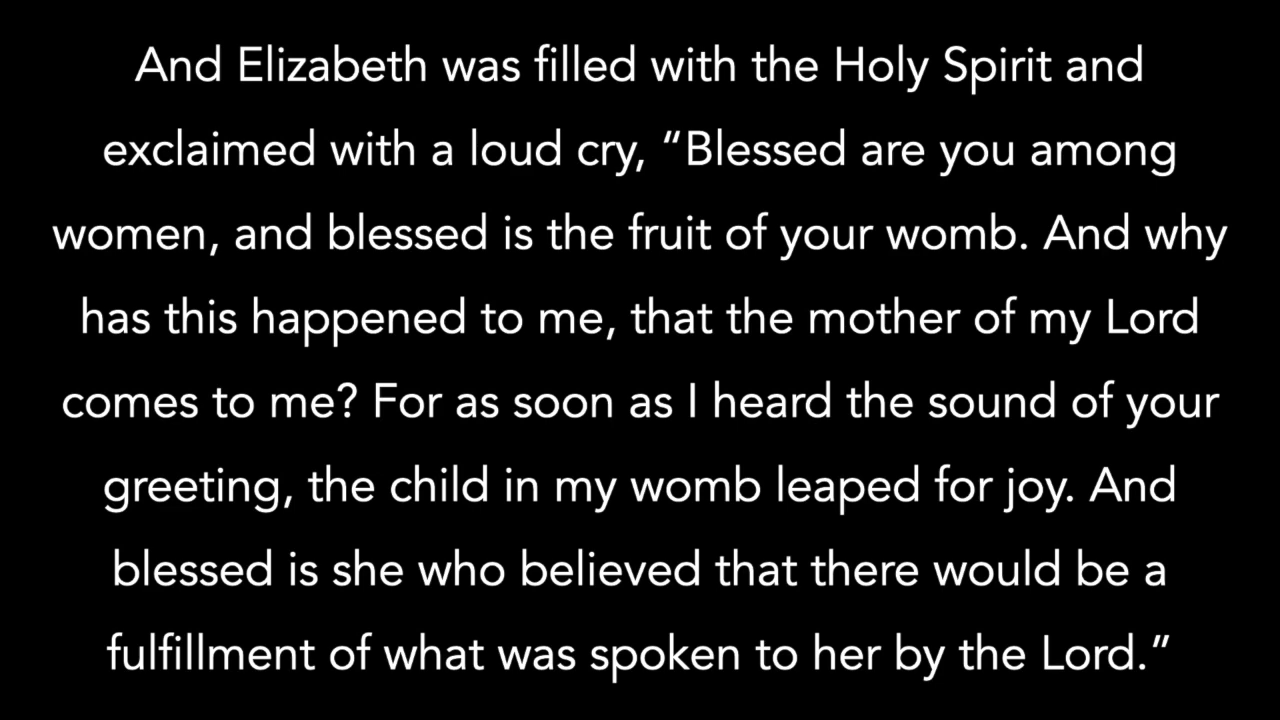 And Elizabeth was filled with the Holy Spirit and
exclaimed with a loud cry, “Blessed are you among
women, and blessed is the fruit of your womb. And why
has this happened to me, that the mother of my Lord
comes to me? For as soon as I heard the sound of your
greeting, the child in my womb leaped for joy. And
blessed is she who believed that there would be a
fulfillment of what was spoken to her by the Lord.”